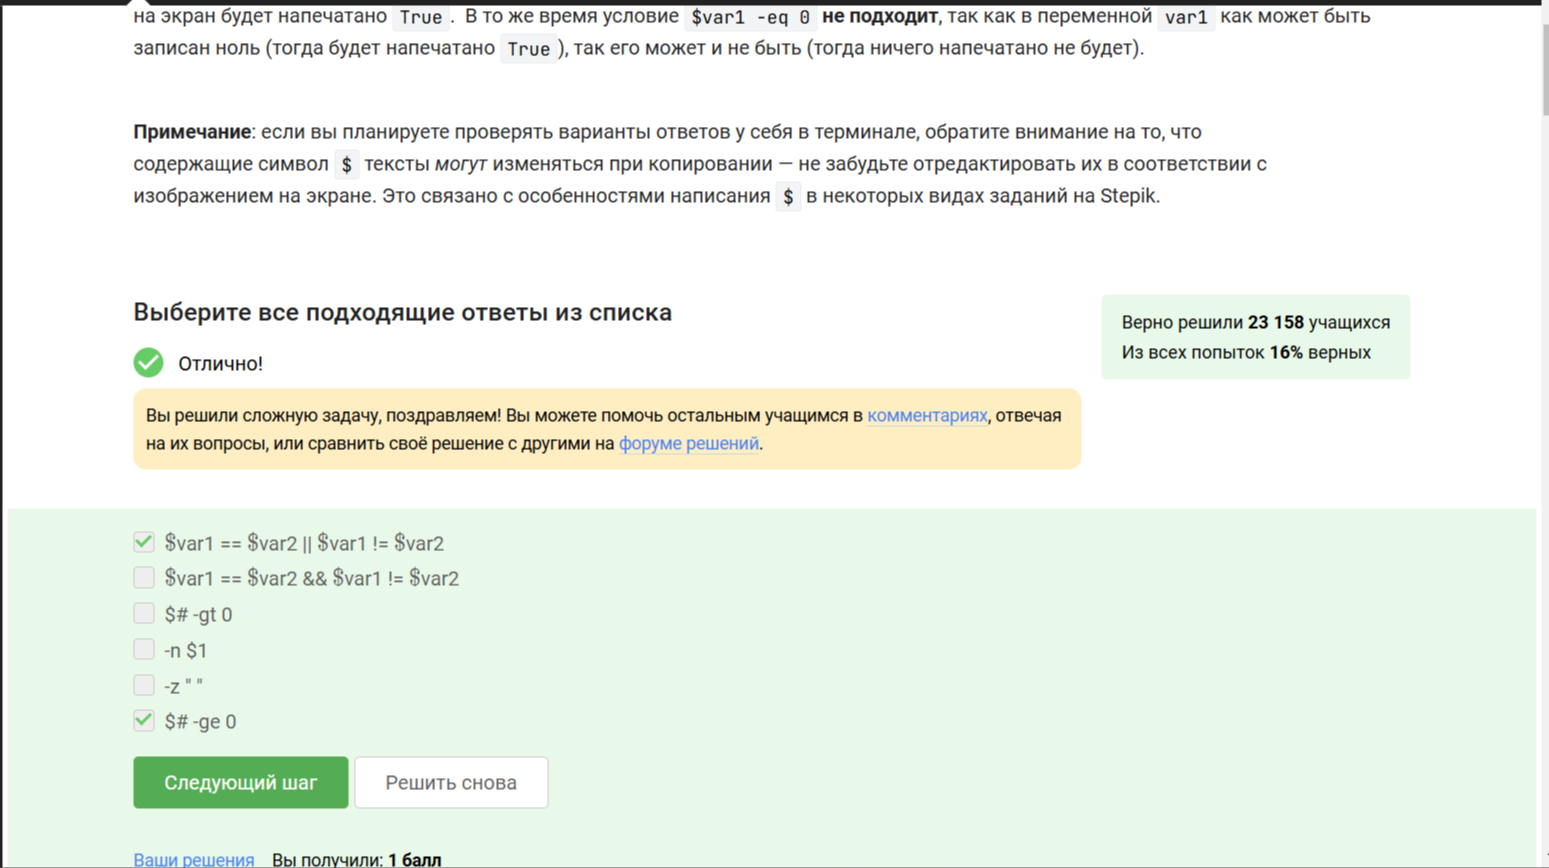 на экран будет напечатано True. В то же время условие $var1 -eq 0 не подходит, так как в переменной var1 как может быть
записан ноль (тогда будет напечатано True), так его может и не быть (тогда ничего напечатано не будет).
Примечание: если вы планируете проверять варианты ответов у себя в терминале, обратите внимание на то, что
содержащие символ $ тексты могут изменяться при копировании — не забудьте отредактировать их в соответствии с
изображением на экране. Это связано с особенностями написания $ в некоторых видах заданий на Stepik.
Выберите все подходящие ответы из списка
Верно решили 23 158 учащихся
Из всех попыток 16% верных
Отлично!
Вы решили сложную задачу, поздравляем! Вы можете помочь остальным учащимся в комментариях, отвечая
на их вопросы, или сравнить своё решение с другими на форуме решений.
$var1 == $var2 || $var1 != $var2
$var1 == $var2 && $var1 != $var2
$# -gt 0
-n $1
-z " "
$# -ge 0
Следующий шаг
Решить снова
Ваши решения Вы получили: 1 балл